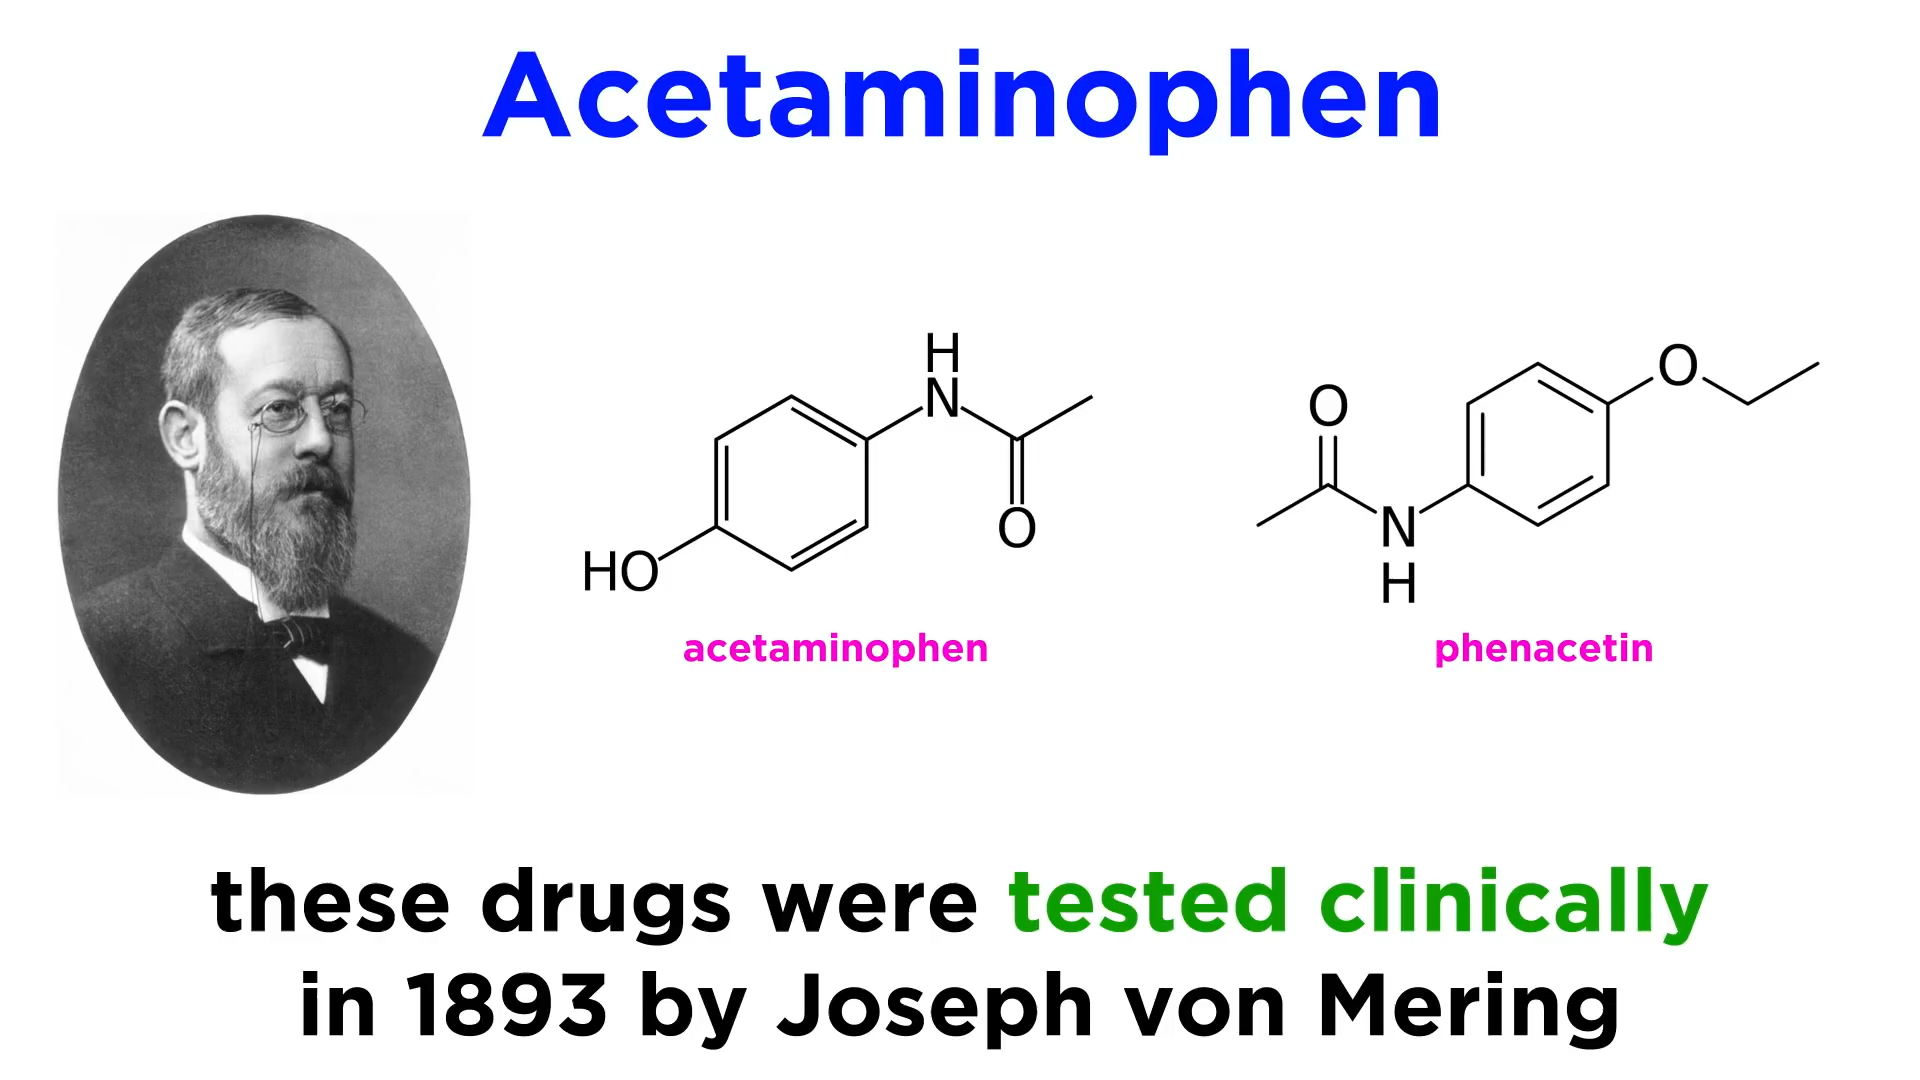 Acetaminophen
H
N
O
HO
acetaminophen
O
O
N
H
phenacetin
these drugs were tested clinically
in 1893 by Joseph von Mering